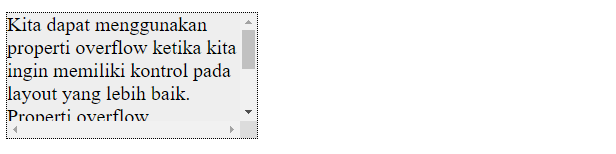 Kita dapat menggunakan
properti overflow ketika kita
ingin memiliki kontrol pada
layout yang lebih baik.
Properti overflow